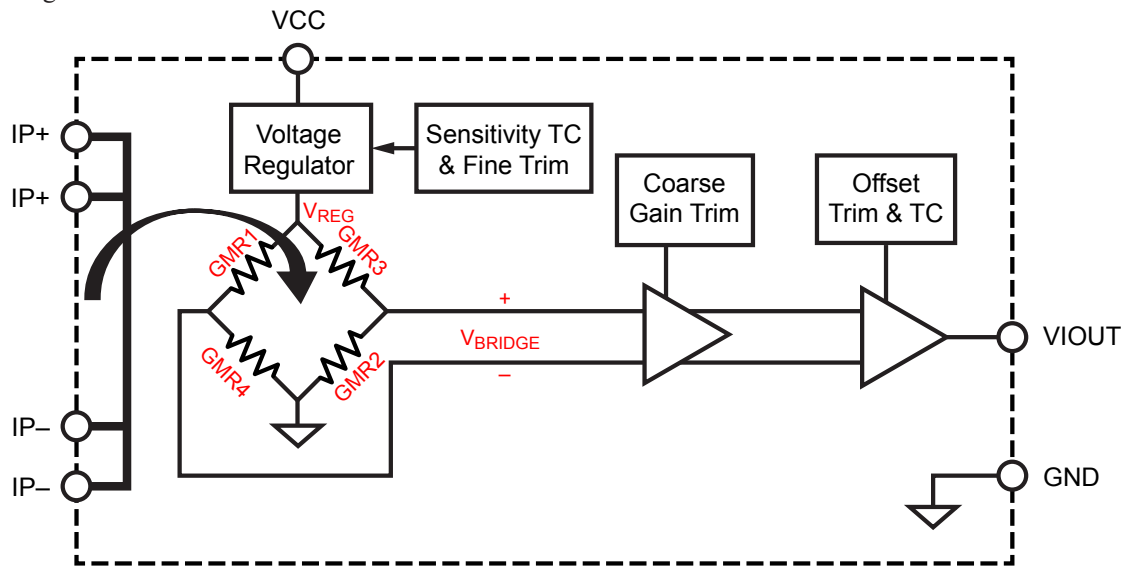 VCC
IP+
IP+
IP–
IP–
Voltage
Regulator
Sensitivity TC
& Fine Trim
Coarse
Gain Trim
Offset
Trim & TC
VREG
GMR1
GMR3
GMR4
GMR2
+
VBRIDGE
–
VIOUT
GND